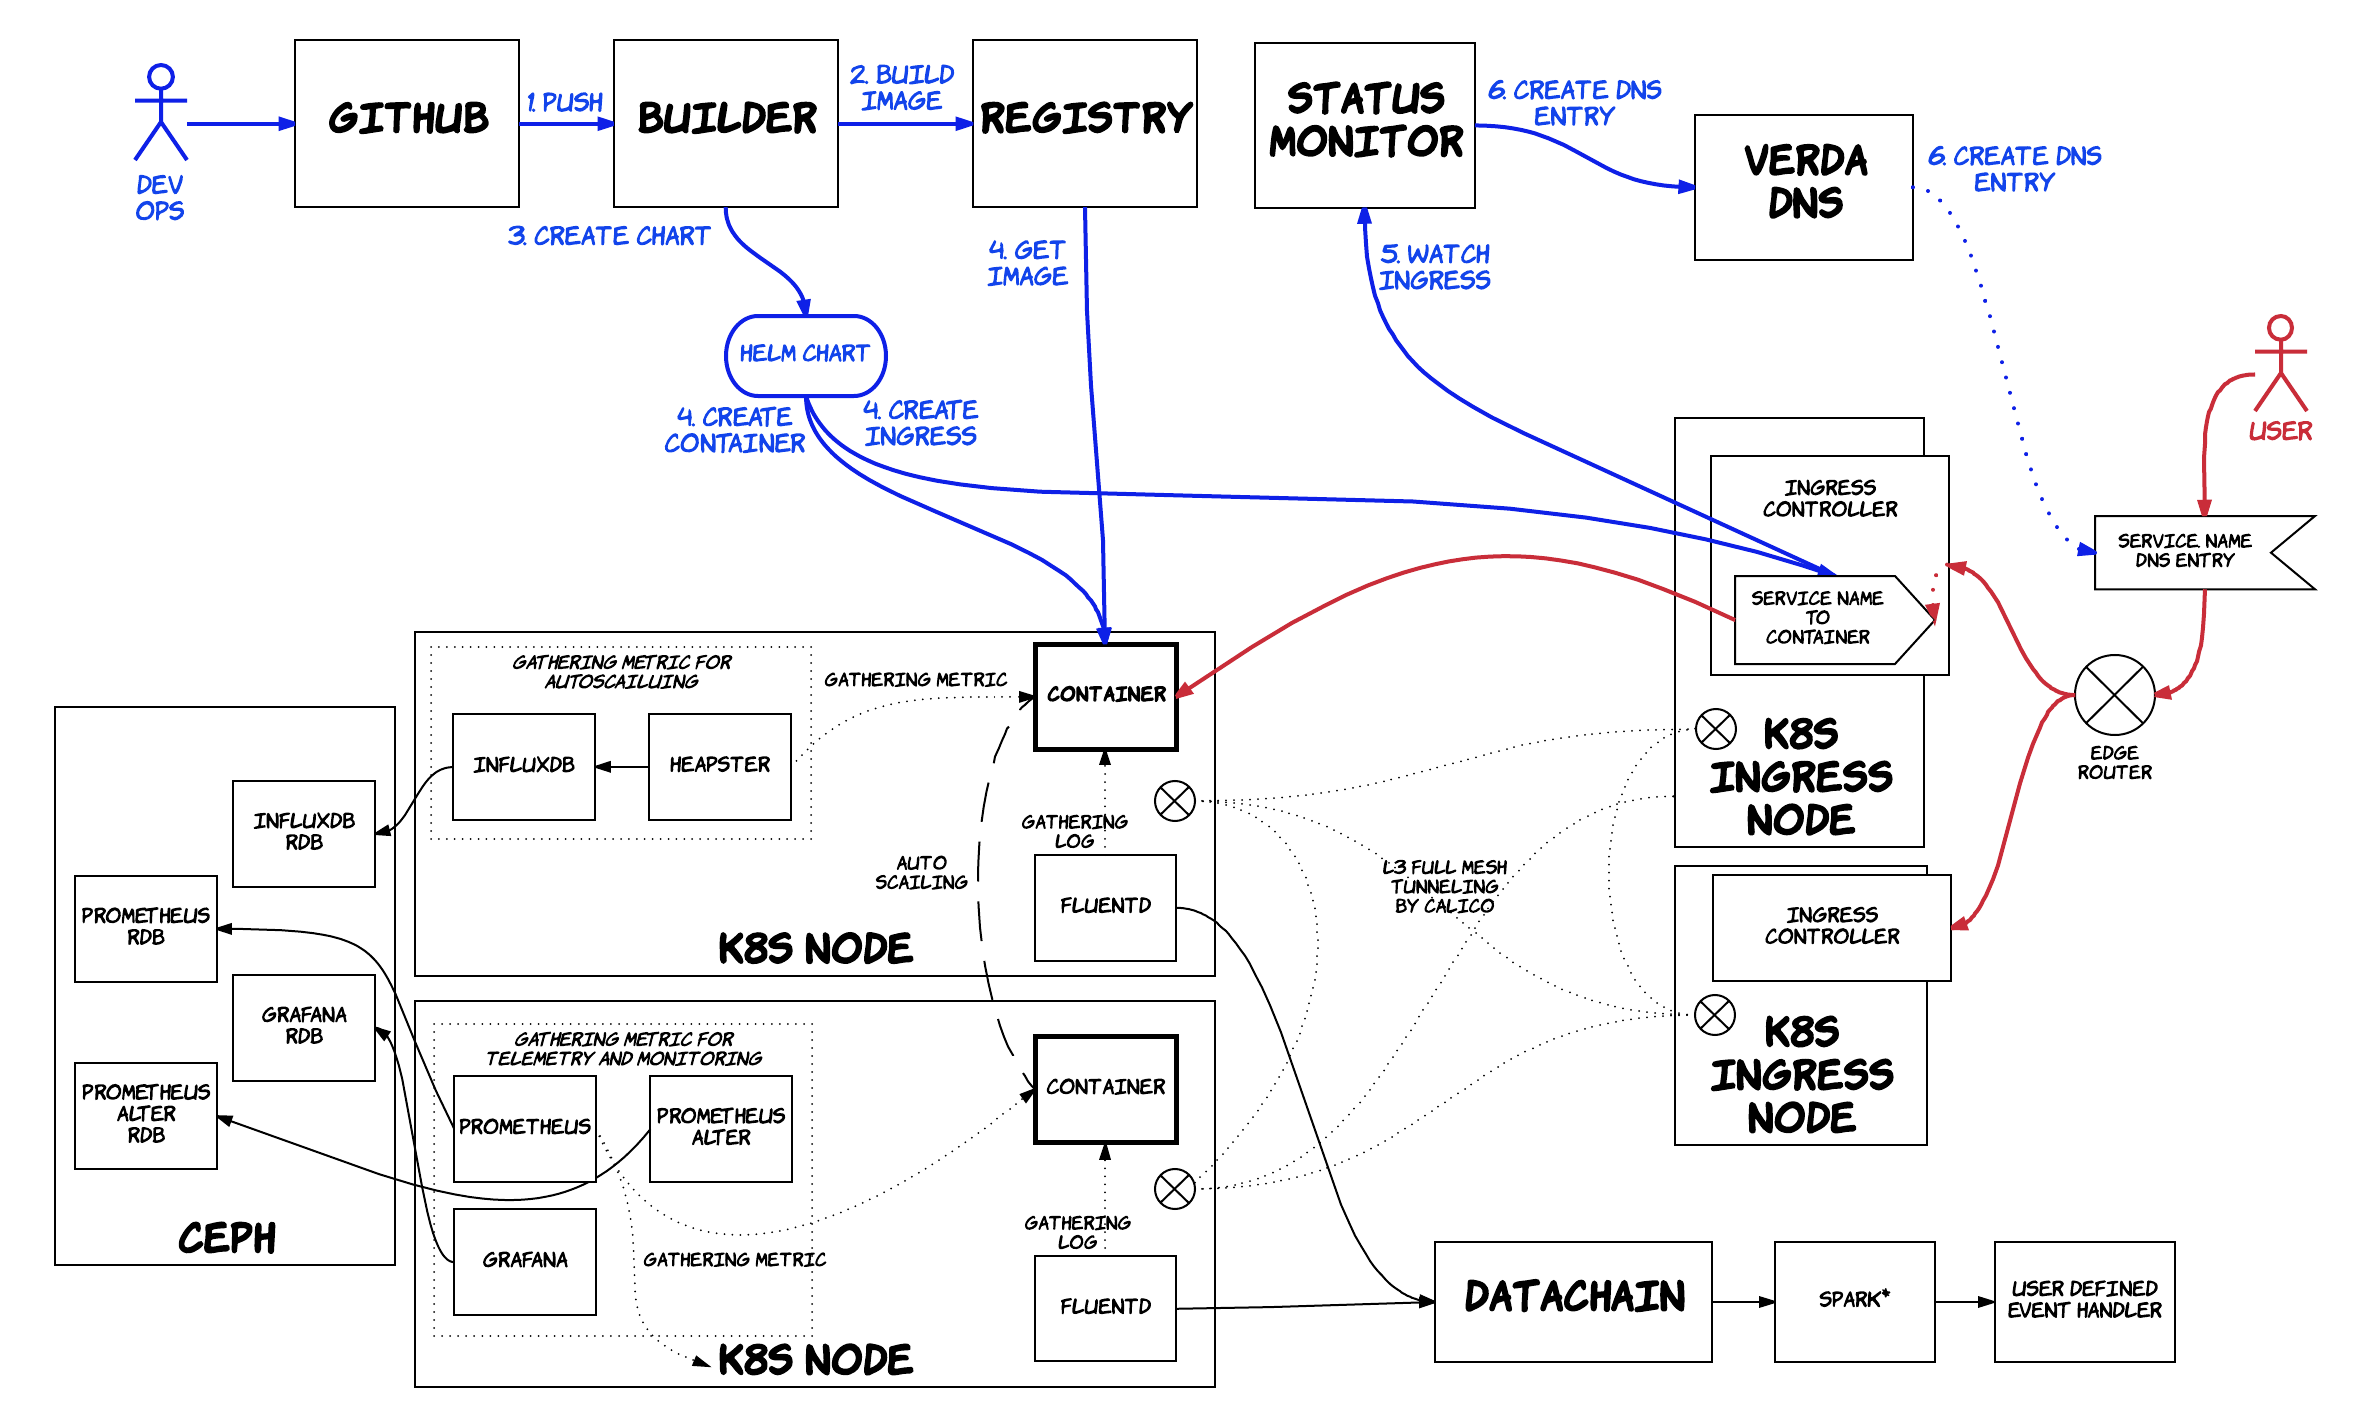 GITHUB
1. PUSH
BUILDER
2. BUILD
IMAGE
REGISTRY
STATUS
MONITOR
6. CREATE DNS
ENTRY
VERDA
DNS
6. CREATE DNS
ENTRY
DEV
OPS
3. CREATE CHART
4. GET
IMAGE
5. WATCH
INGRESS
HELM CHART
4. CREATE
CONTAINER
4. CREATE
INGRESS
USER
INGRESS
CONTROLLER
SERVICE NAME
DNS ENTRY
SERVICE NAME
TO
CONTAINER
GATHERING METRIC FOR
AUTOSCAILLUING
GATHERING METRIC
CONTAINER
INFLUXDB
HEAPSTER
K8S
INGRESS
NODE
EDGE
ROUTER
INFLUXDB
RDB
GATHERING
LOG
AUTO
SCAILING
L3 FULL MESH
TUNNELING
BY CALICO
PROMETHEUS
RDB
FLUENTD
K8S NODE
INGRESS
CONTROLLER
GRAFANA
RDB
K8S
INGRESS
NODE
GATHERING METRIC FOR
TELEMETRY AND MONITORING
PROMETHEUS
ALTER
RDB
PROMETHEUS
PROMETHEUS
ALTER
CONTAINER
CEPH
GATHERING
LOG
GRAFANA
GATHERING METRIC
FLUENTD
K8S NODE
DATACHAIN
SPARK*
USER DEFINED
EVENT HANDLER